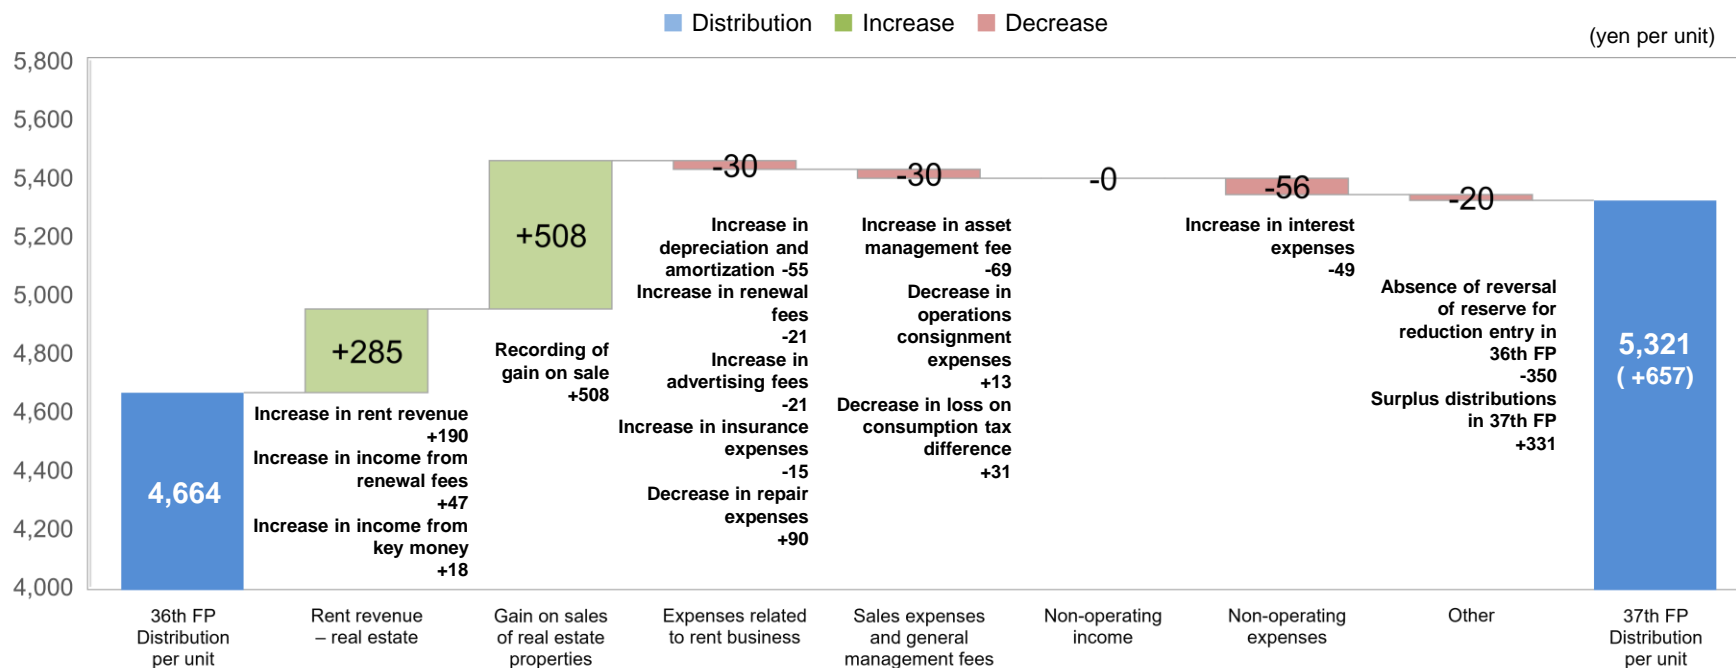 Distribution Increase Decrease
(yen per unit)
5,800
5,600
5,400
5,200
5,000
4,800
4,600
4,400
4,200
4,000
4,664
+285
Increase in rent revenue
+190
Increase in income from
renewal fees
+47
Increase in income from
key money
+18
+508
Recording of
gain on sale
+508
-30
Increase in
depreciation and
amortization -55
Increase in renewal
fees
-21
Increase in
advertising fees
-21
Increase in insurance
expenses
-15
Decrease in repair
expenses
+90
-30
Increase in asset
management fee
-69
Decrease in
operations
consignment
expenses
+13
Decrease in loss on
consumption tax
difference
+31
-0
-56
Increase in interest
expenses
-49
-20
Absence of reversal
of reserve for
reduction entry in
36th FP
-350
Surplus distributions
in 37th FP
+331
5,321
( +657)
36th FP
Distribution
per unit
Rent revenue
– real estate
Gain on sales
of real estate
properties
Expenses related
to rent business
Sales expenses
and general
management fees
Non-operating
income
Non-operating
expenses
Other
37th FP
Distribution
per unit